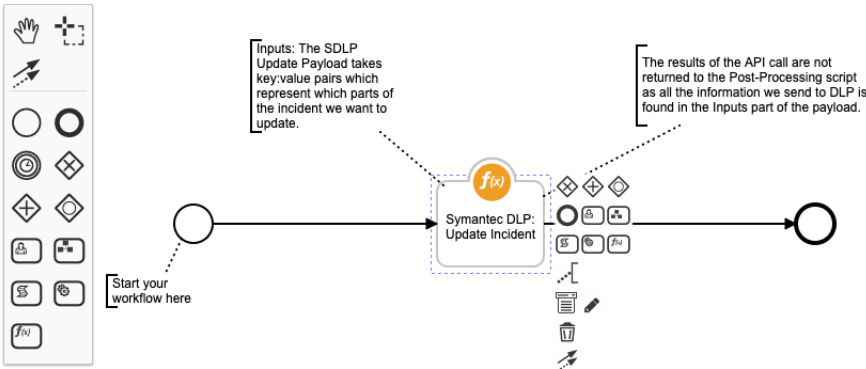 Inputs: The SDLP
Update Payload takes
key:value pairs which
represent which parts of
the incident we want to
update.
The results of the API call are not
returned to the Post-Processing script
as all the information we send to DLP is
found in the Inputs part of the payload.
f(x)
Symantec DLP:
Update Incident
f(x)
Start your
workflow here
f(x)